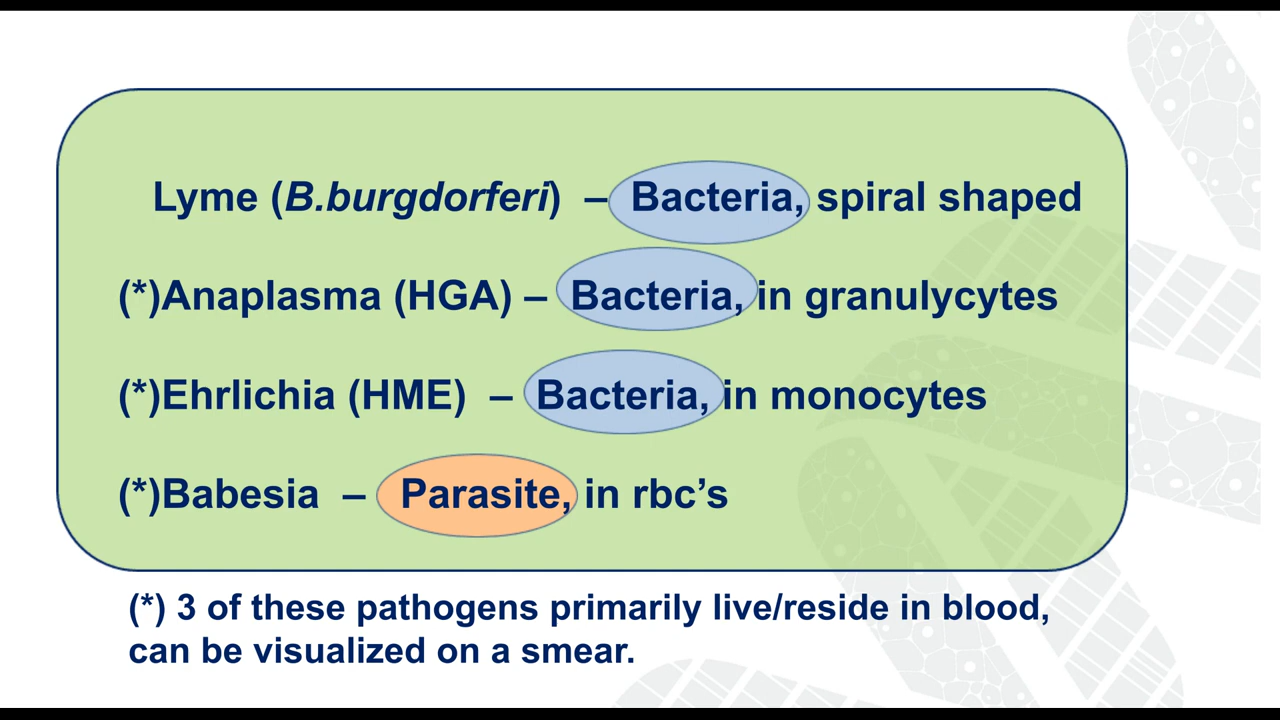 Lyme (B.burgdorferi) – Bacteria, spiral shaped
(*)Anaplasma (HGA) – Bacteria, in granulycytes
(*)Ehrlichia (HME) – Bacteria, in monocytes
(*)Babesia – Parasite, in rbc’s
(*) 3 of these pathogens primarily live/reside in blood,
can be visualized on a smear.